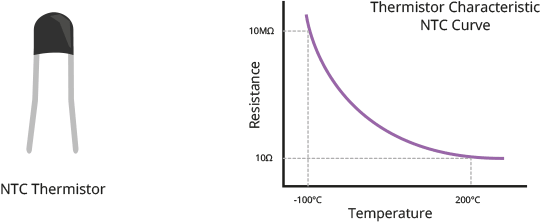 Thermistor Characteristic
NTC Curve
10MΩ
Resistance
10Ω
-100°C
200°C
Temperature
NTC Thermistor